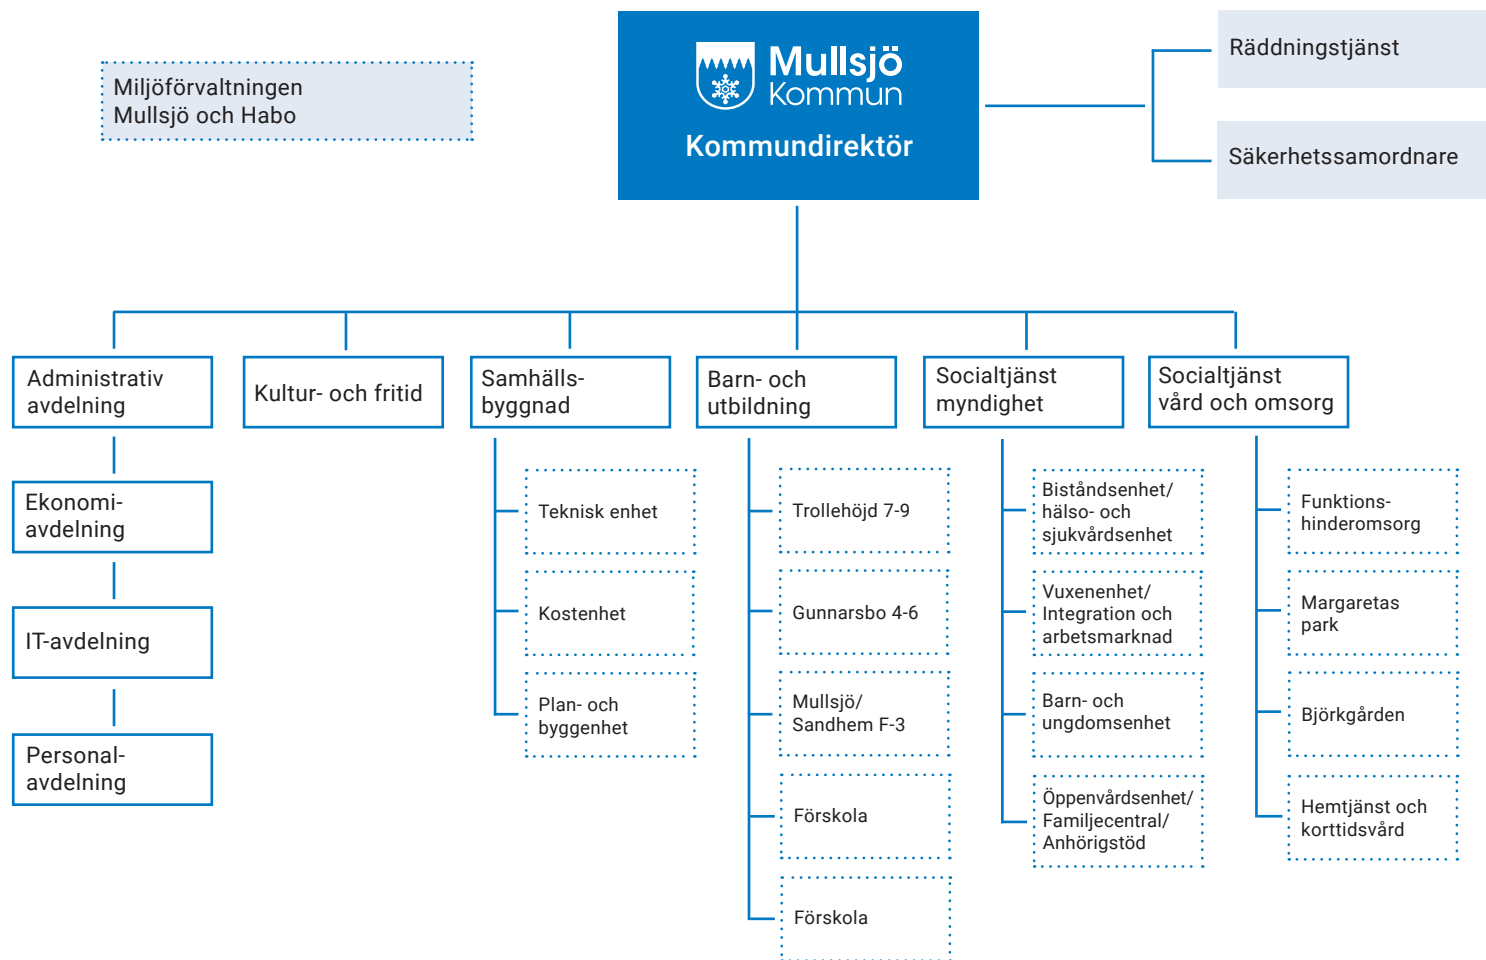 Miljöförvaltningen
Mullsjö och Habo
Mullsjö
Kommun
Kommundirektör
Räddningstjänst
Säkerhetssamordnare
Administrativ
avdelning
Ekonomi-
avdelning
IT-avdelning
Personal-
avdelning
Kultur- och fritid
Samhälls-
byggnad
Teknisk enhet
Kostenhet
Plan- och
byggenhet
Barn- och
utbildning
Trollehöjd 7-9
Gunnarsbo 4-6
Mullsjö/
Sandhem F-3
Förskola
Förskola
Socialtjänst
myndighet
Biståndsenhet/
hälso- och
sjukvårdsenhet
Vuxenenhet/
Integration och
arbetsmarknad
Barn- och
ungdomsenhet
Öppenvårdsenhet/
Familjecentral/
Anhörigstöd
Socialtjänst
vård och omsorg
Funktions-
hinderomsorg
Margaretas
park
Björkgården
Hemtjänst och
korttidsvård